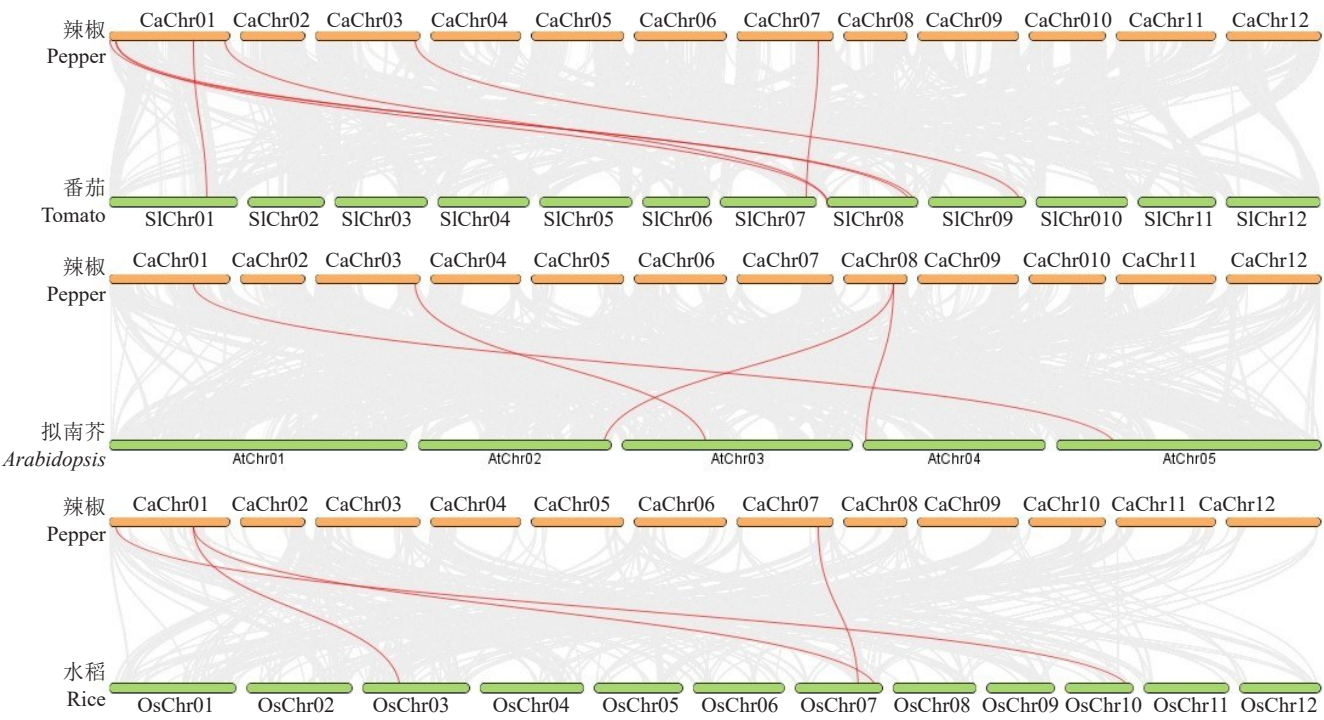 辣椒 CaChr01 CaChr02 CaChr03 CaChr04 CaChr05 CaChr06 CaChr07 CaChr08 CaChr09 CaChr010 CaChr11 CaChr12
Pepper
番茄
Tomato SlChr01 SlChr02 SlChr03 SlChr04 SlChr05 SlChr06 SlChr07 SlChr08 SlChr09 SlChr010 SlChr11 SlChr12
辣椒 CaChr01 CaChr02 CaChr03 CaChr04 CaChr05 CaChr06 CaChr07 CaChr08 CaChr09 CaChr010 CaChr11 CaChr12
Pepper
拟南芥
Arabidopsis AtChr01 AtChr02 AtChr03 AtChr04 AtChr05
辣椒 CaChr01 CaChr02 CaChr03 CaChr04 CaChr05 CaChr06 CaChr07 CaChr08 CaChr09 CaChr10 CaChr11 CaChr12
Pepper
水稻
Rice OsChr01 OsChr02 OsChr03 OsChr04 OsChr05 OsChr06 OsChr07 OsChr08 OsChr09 OsChr10 OsChr11 OsChr12